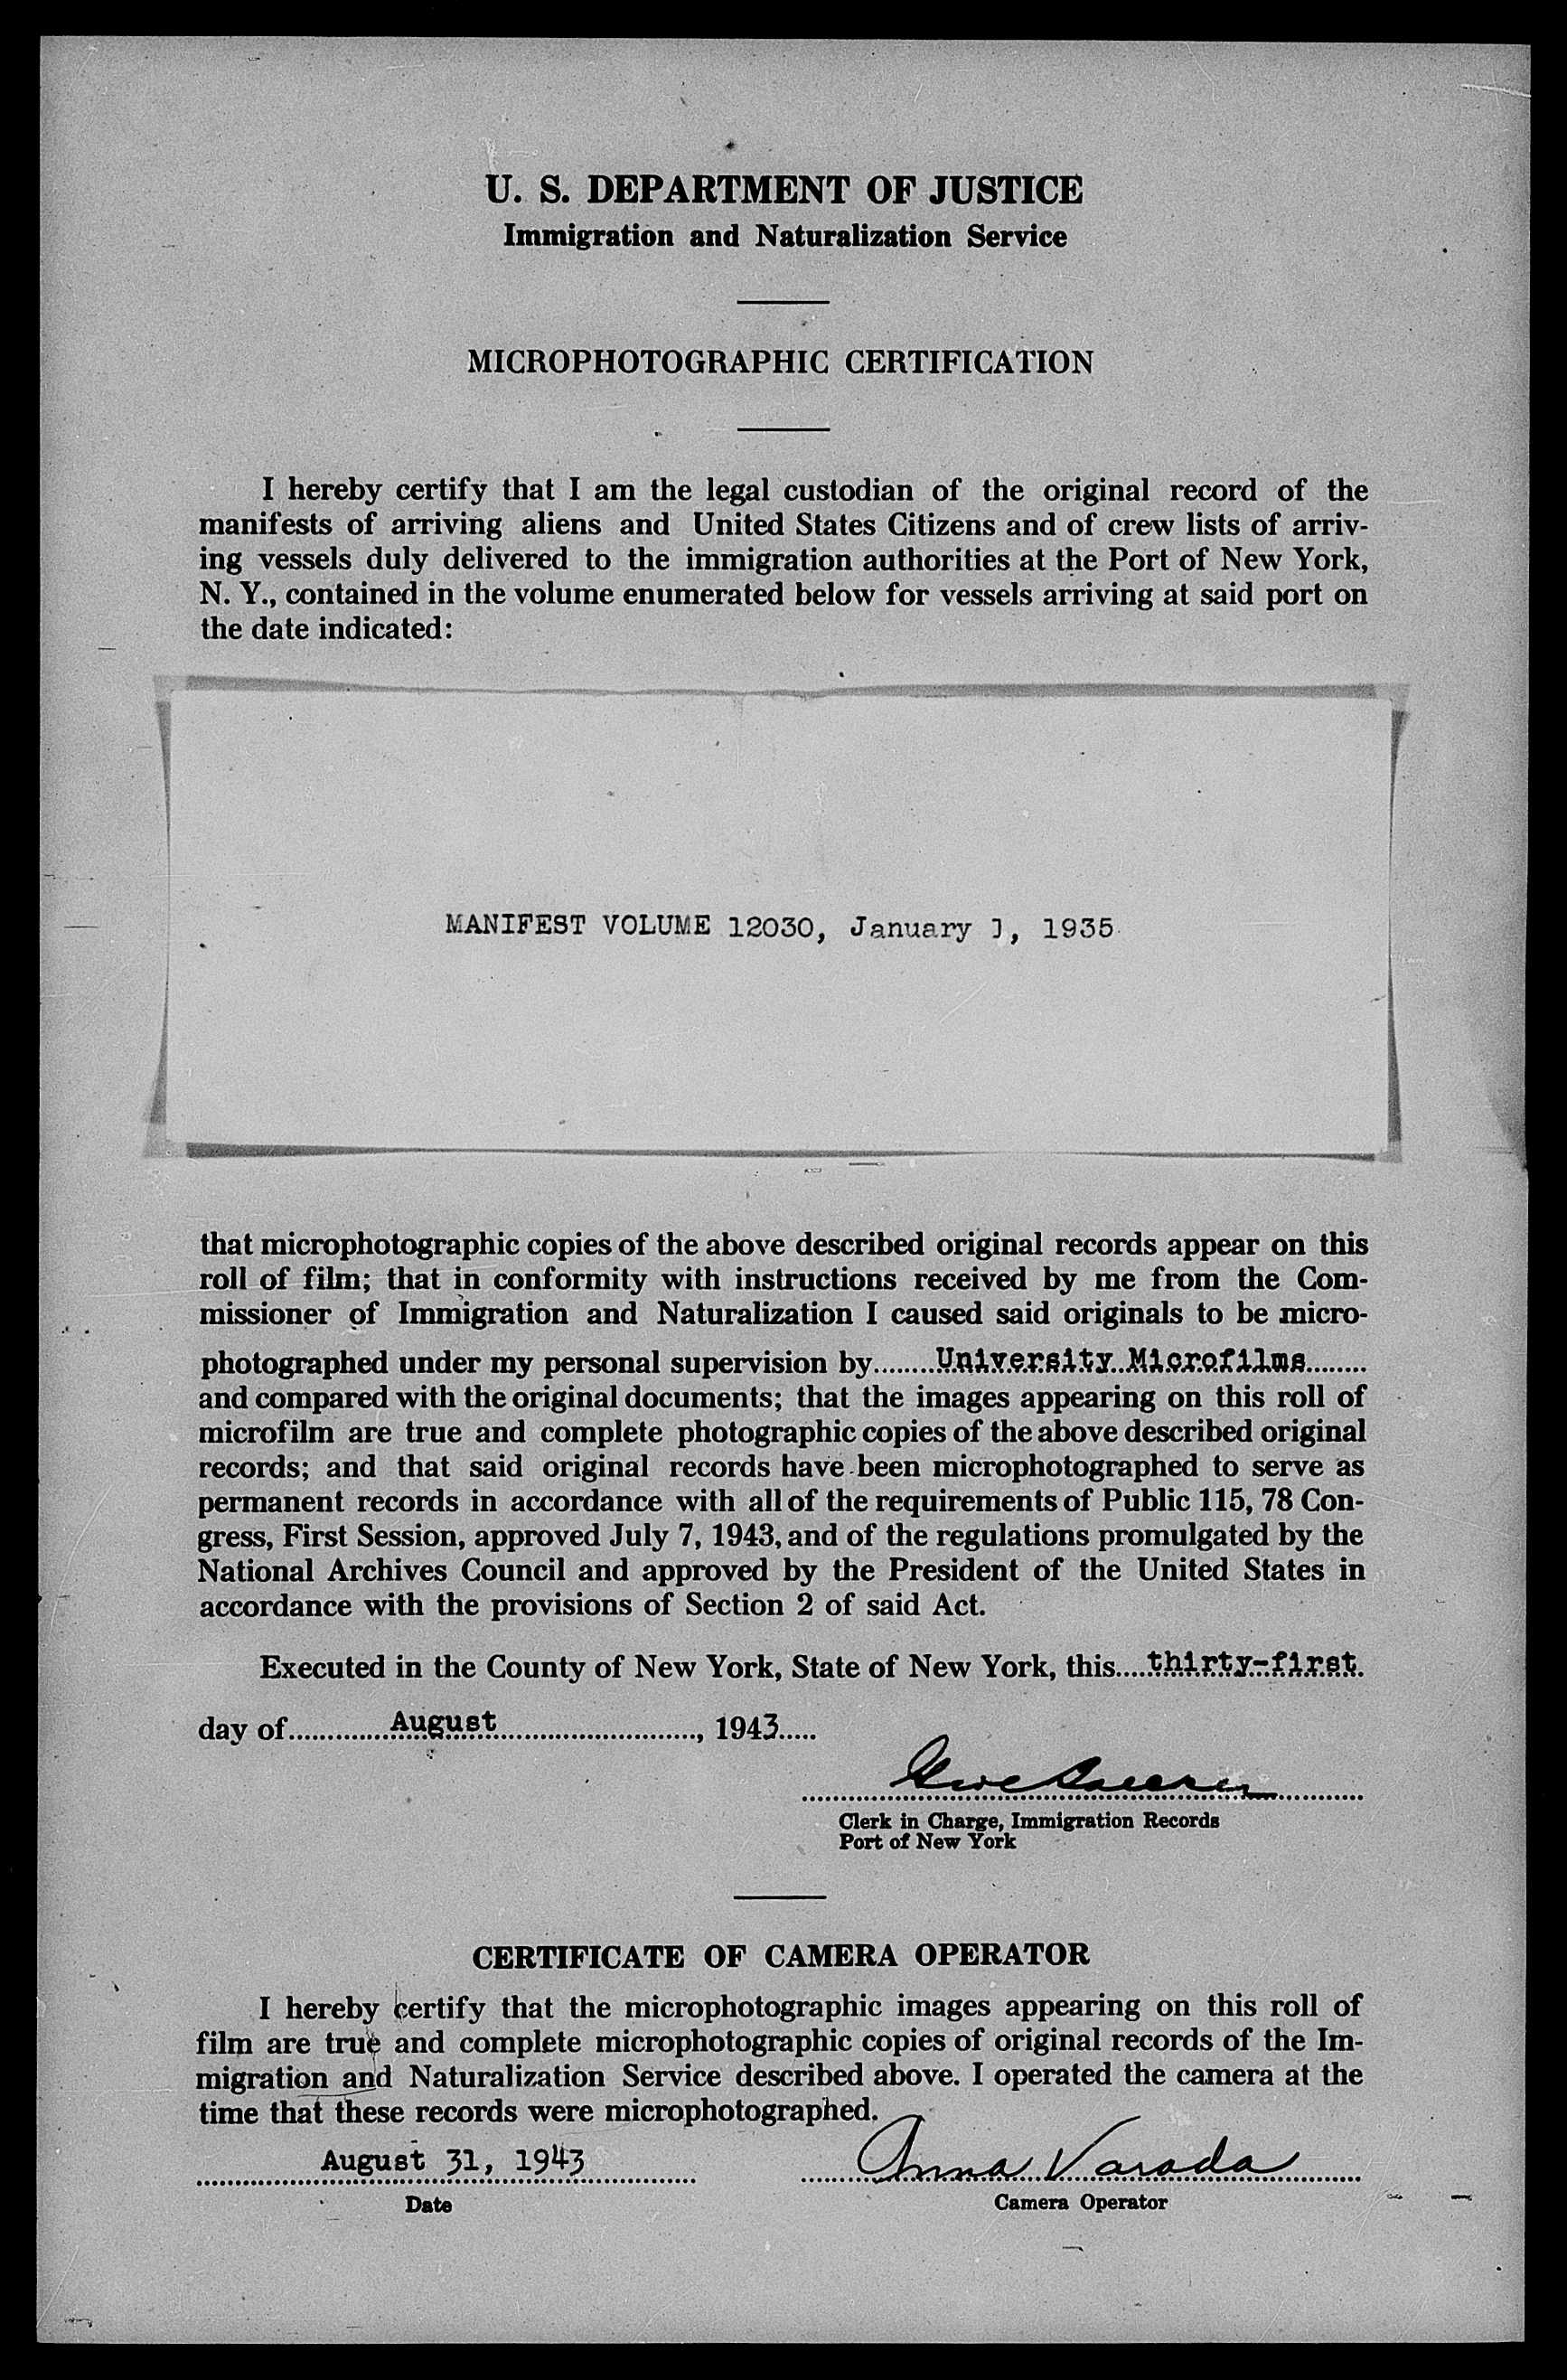 U. S. DEPARTMENT OF JUSTICE
Immigration and Naturalization Service
MICROPHOTOGRAPHIC CERTIFICATION
I hereby certify that I am the legal custodian of the original record of the
manifests of arriving aliens and United States Citizens and of crew lists of arriv-
ing vessels duly delivered to the immigration authorities at the Port of New York,
N. Y., contained in the volume enumerated below for vessels arriving at said port on
the date indicated:
MANIFEST VOLUME 12030, January 1, 1935
that microphotographic copies of the above described original records appear on this
roll of film; that in conformity with instructions received by me from the Com-
missioner of Immigration and Naturalization I caused said originals to be micro-
photographed under my personal supervision by........University Microfilms........
and compared with the original documents; that the images appearing on this roll of
microfilm are true and complete photographic copies of the above described original
records; and that said original records have been microphotographed to serve as
permanent records in accordance with all of the requirements of Public 115, 78 Con-
gress, First Session, approved July 7, 1943, and of the regulations promulgated by the
National Archives Council and approved by the President of the United States in
accordance with the provisions of Section 2 of said Act.
Executed in the County of New York, State of New York, this....thirty-first.
day of.............August........................, 1943.....
Clerk in Charge, Immigration Records
Port of New York
CERTIFICATE OF CAMERA OPERATOR
I hereby certify that the microphotographic images appearing on this roll of
film are true and complete microphotographic copies of original records of the Im-
migration and Naturalization Service described above. I operated the camera at the
time that these records were microphotographed.
August 31, 1943 Anna Varada
Date Camera Operator